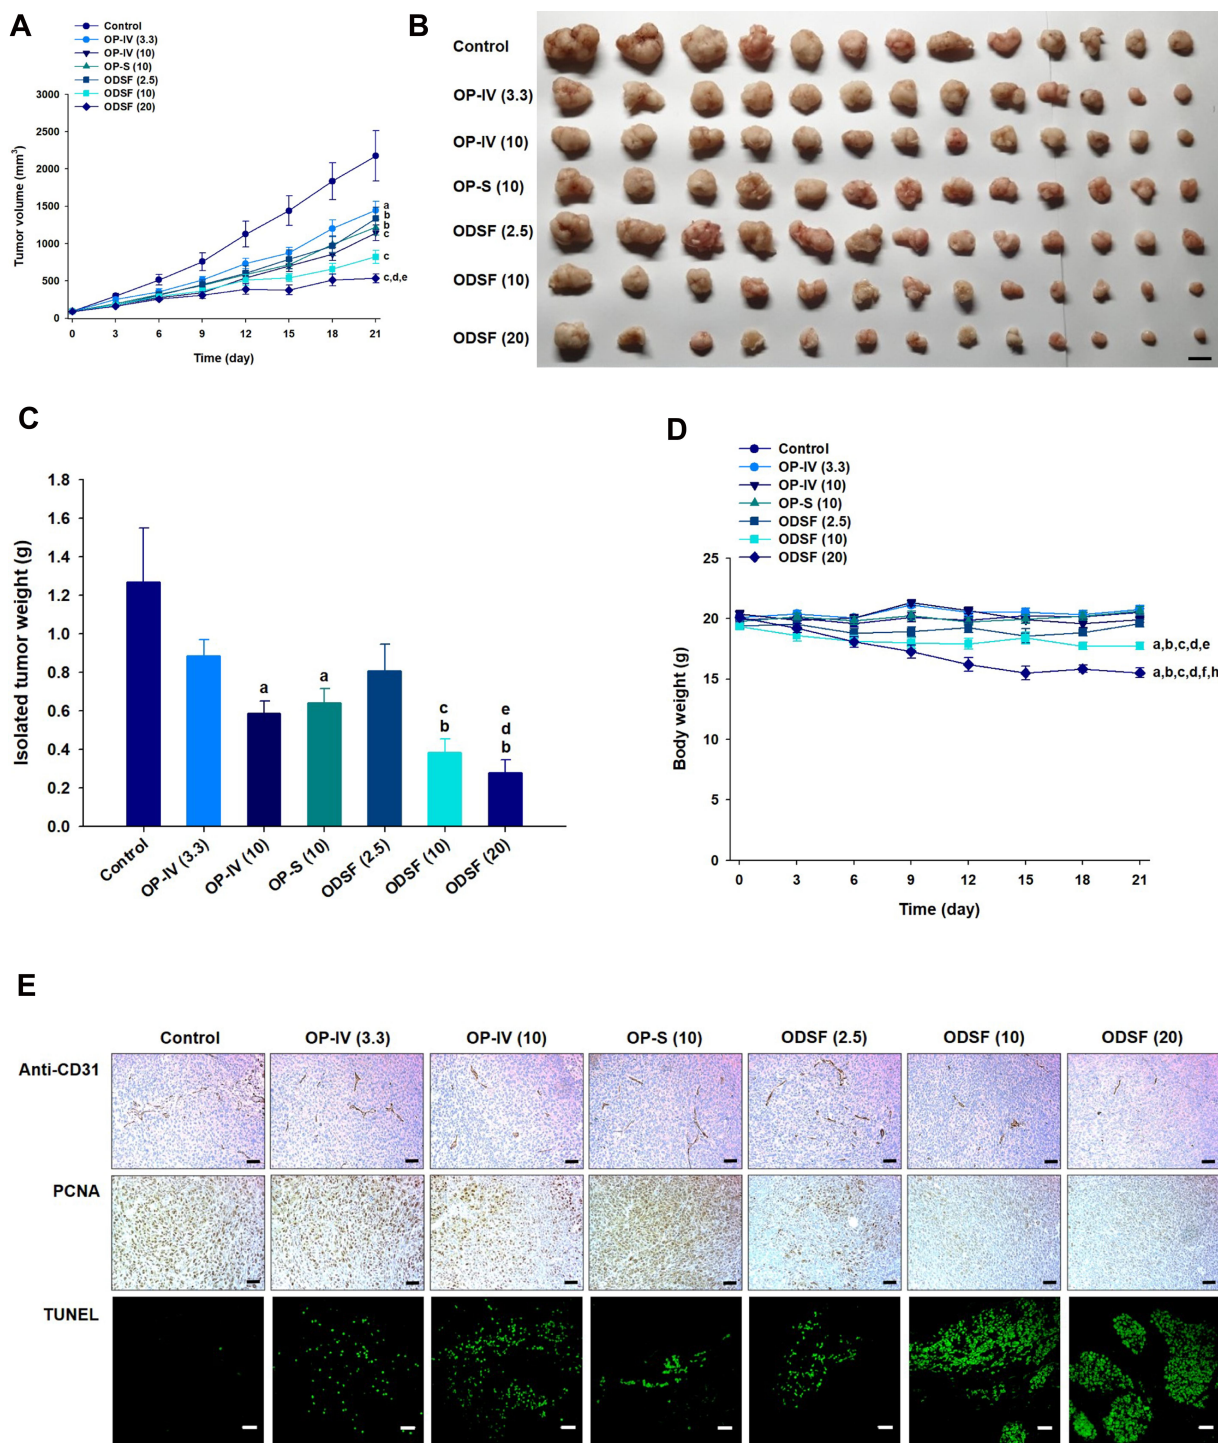 A
Control
OP-IV (3.3)
OP-IV (10)
OP-S (10)
ODSF (2.5)
ODSF (10)
ODSF (20)
3000
2500
2000
1500
1000
500
0
Tumor volume (mm³)
a
b
b
c
c
c,d,e
0 3 6 9 12 15 18 21
Time (day)
B
Control
OP-IV (3.3)
OP-IV (10)
OP-S (10)
ODSF (2.5)
ODSF (10)
ODSF (20)
C
1.8
1.6
1.4
1.2
1.0
0.8
0.6
0.4
0.2
0.0
Isolated tumor weight (g)
a
a
c
b
e
d
b
Control
OP-IV (3.3)
OP-IV (10)
OP-S (10)
ODSF (2.5)
ODSF (10)
ODSF (20)
D
Control
OP-IV (3.3)
OP-IV (10)
OP-S (10)
ODSF (2.5)
ODSF (10)
ODSF (20)
25
20
15
10
5
0
Body weight (g)
a,b,c,d,e
a,b,c,d,f,h
0 3 6 9 12 15 18 21
Time (day)
E
Control OP-IV (3.3) OP-IV (10) OP-S (10) ODSF (2.5) ODSF (10) ODSF (20)
Anti-CD31
PCNA
TUNEL